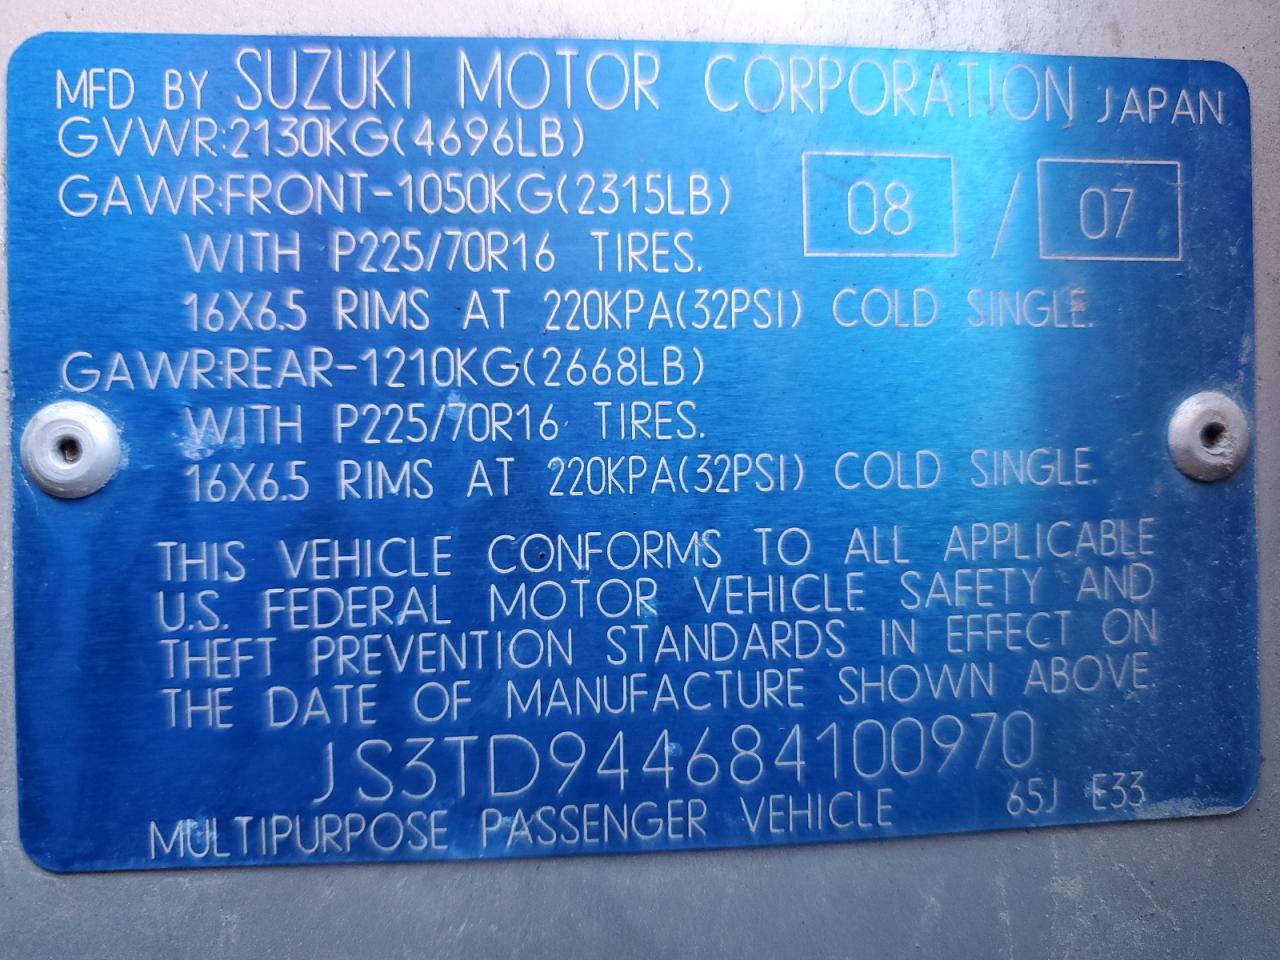 MFD BY SUZUKI MOTOR CORPORATION JAPAN
GVWR:2130KG(4696LB)
GAWR:FRONT-1050KG(2315LB)
08 / 07
WITH P225/70R16 TIRES.
16X6.5 RIMS AT 220KPA(32PSI) COLD SINGLE.
GAWR:REAR-1210KG(2668LB)
WITH P225/70R16 TIRES.
16X6.5 RIMS AT 220KPA(32PSI) COLD SINGLE.
THIS VEHICLE CONFORMS TO ALL APPLICABLE
U.S. FEDERAL MOTOR VEHICLE SAFETY AND
THEFT PREVENTION STANDARDS IN EFFECT ON
THE DATE OF MANUFACTURE SHOWN ABOVE.
JS3TD944684100970
MULTIPURPOSE PASSENGER VEHICLE 65J E33